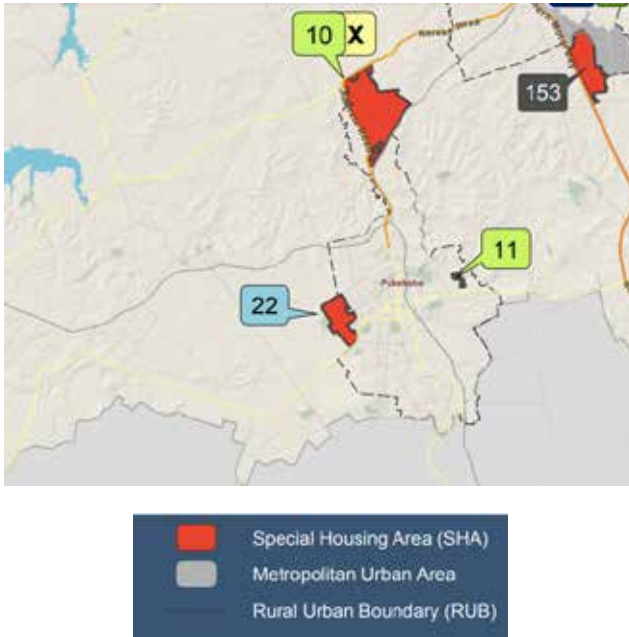 10 X
153
11
Pukekohe
22
Special Housing Area (SHA)
Metropolitan Urban Area
Rural Urban Boundary (RUB)